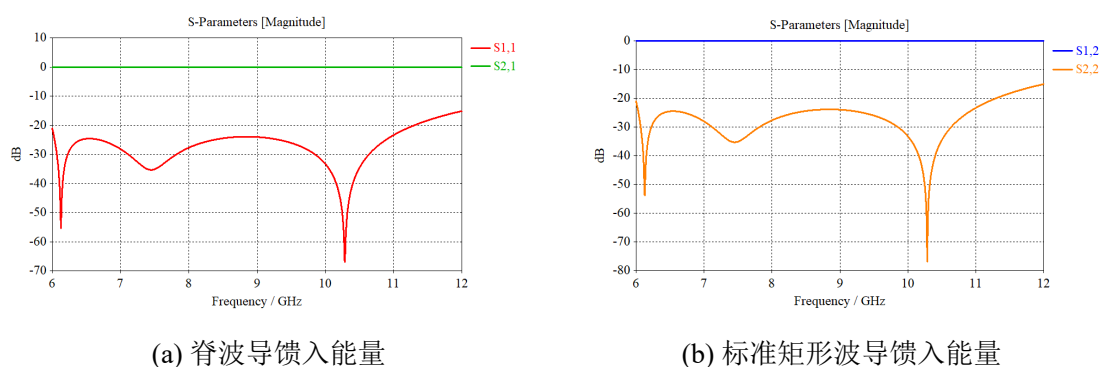 S-Parameters [Magnitude]
10
0
-10
-20
-30
-40
-50
-60
-70
dB
6
7
8
9
10
11
12
Frequency / GHz
S1,1
S2,1
(a) 脊波导馈入能量
S-Parameters [Magnitude]
0
-10
-20
-30
-40
-50
-60
-70
-80
dB
6
7
8
9
10
11
12
Frequency / GHz
S1,2
S2,2
(b) 标准矩形波导馈入能量